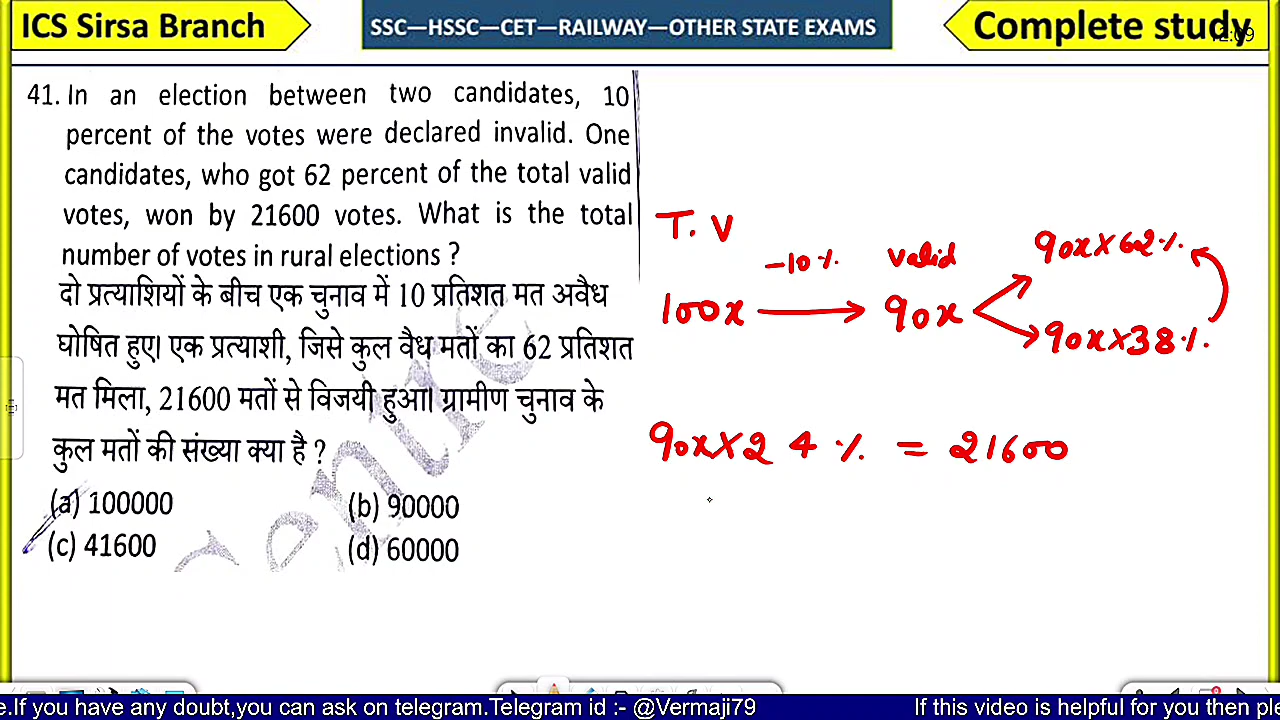 ICS Sirsa Branch
SSC—HSSC—CET—RAILWAY—OTHER STATE EXAMS
Complete study
41. In an election between two candidates, 10
percent of the votes were declared invalid. One
candidates, who got 62 percent of the total valid
votes, won by 21600 votes. What is the total
number of votes in rural elections ?
दो प्रत्याशियों के बीच एक चुनाव में 10 प्रतिशत मत अवैध
घोषित हुए। एक प्रत्याशी, जिसे कुल वैध मतों का 62 प्रतिशत
मत मिला, 21600 मतों से विजयी हुआ। ग्रामीण चुनाव के
कुल मतों की संख्या क्या है ?
(a) 100000 (b) 90000
(c) 41600 (d) 60000
T. V
-10% valid 90x×62%
100x 90x
90x×38%
90x×24% = 21600
e.If you have any doubt,you can ask on telegram.Telegram id :- @Vermaji79 If this video is helpful for you then ple